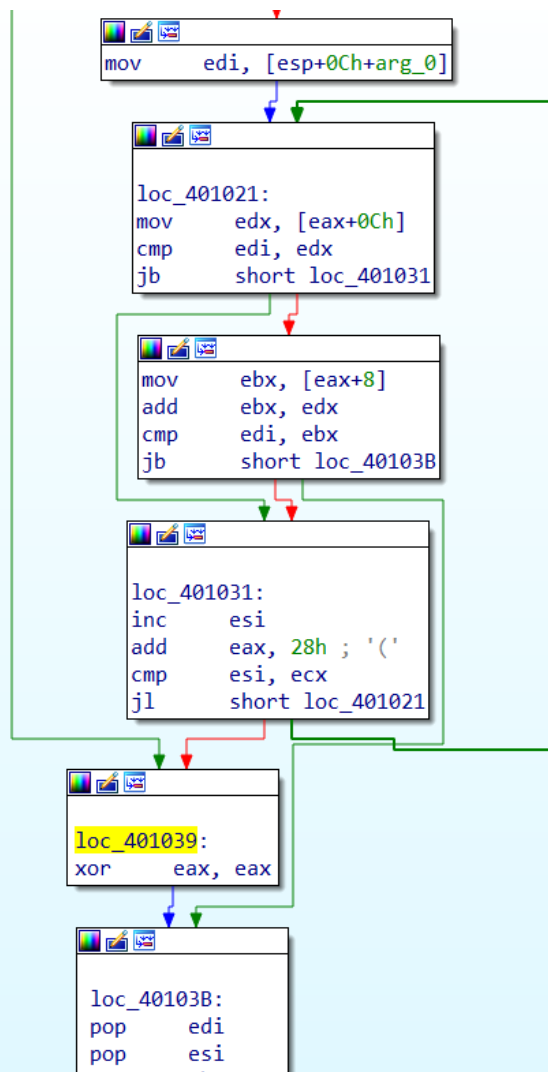 mov edi, [esp+0Ch+arg_0]
loc_401021:
mov edx, [eax+0Ch]
cmp edi, edx
jb short loc_401031
mov ebx, [eax+8]
add ebx, edx
cmp edi, ebx
jb short loc_40103B
loc_401031:
inc esi
add eax, 28h ; '('
cmp esi, ecx
jl short loc_401021
loc_401039:
xor eax, eax
loc_40103B:
pop edi
pop esi